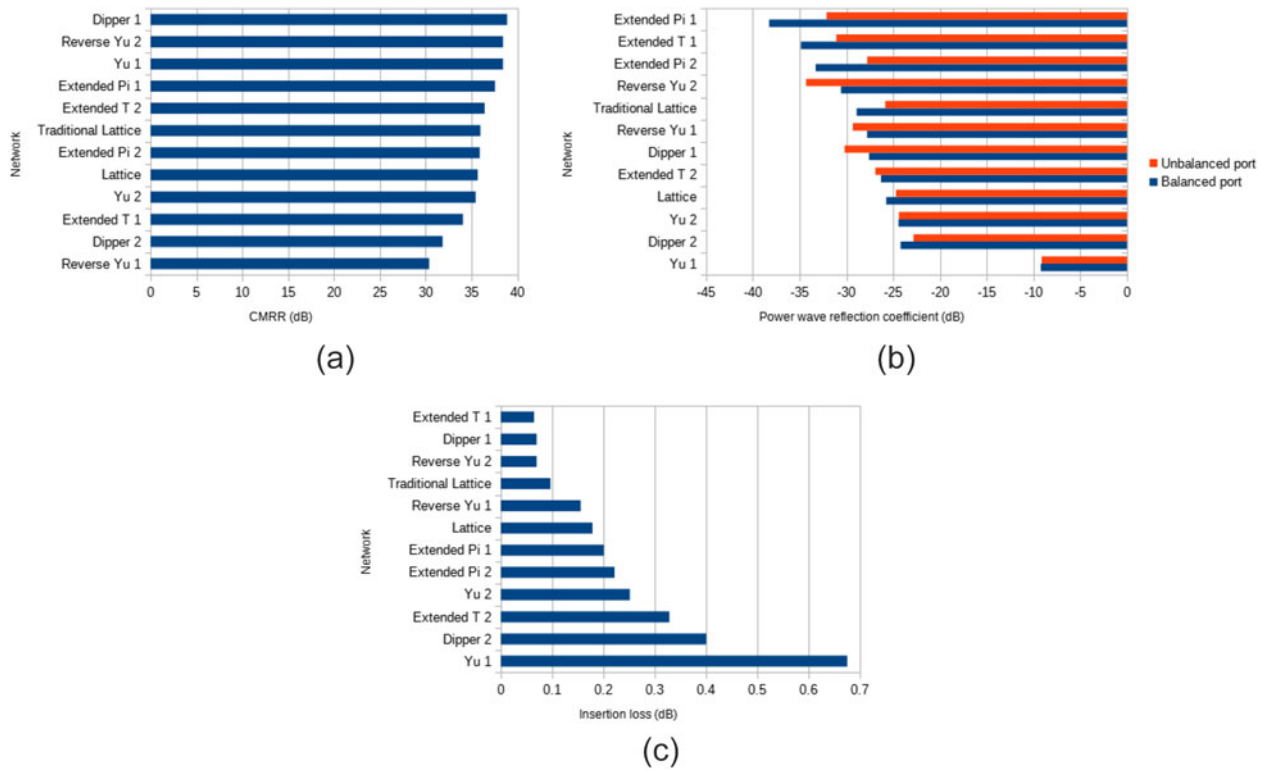 Dipper 1
Reverse Yu 2
Yu 1
Extended Pi 1
Extended T 2
Traditional Lattice
Extended Pi 2
Lattice
Yu 2
Extended T 1
Dipper 2
Reverse Yu 1
Network
0 5 10 15 20 25 30 35 40
CMRR (dB)
(a)
Extended Pi 1
Extended T 1
Extended Pi 2
Reverse Yu 2
Traditional Lattice
Reverse Yu 1
Dipper 1
Extended T 2
Lattice
Yu 2
Dipper 2
Yu 1
Network
-45 -40 -35 -30 -25 -20 -15 -10 -5 0
Power wave reflection coefficient (dB)
Unbalanced port
Balanced port
(b)
Extended T 1
Dipper 1
Reverse Yu 2
Traditional Lattice
Reverse Yu 1
Lattice
Extended Pi 1
Extended Pi 2
Yu 2
Extended T 2
Dipper 2
Yu 1
Network
0 0.1 0.2 0.3 0.4 0.5 0.6 0.7
Insertion loss (dB)
(c)